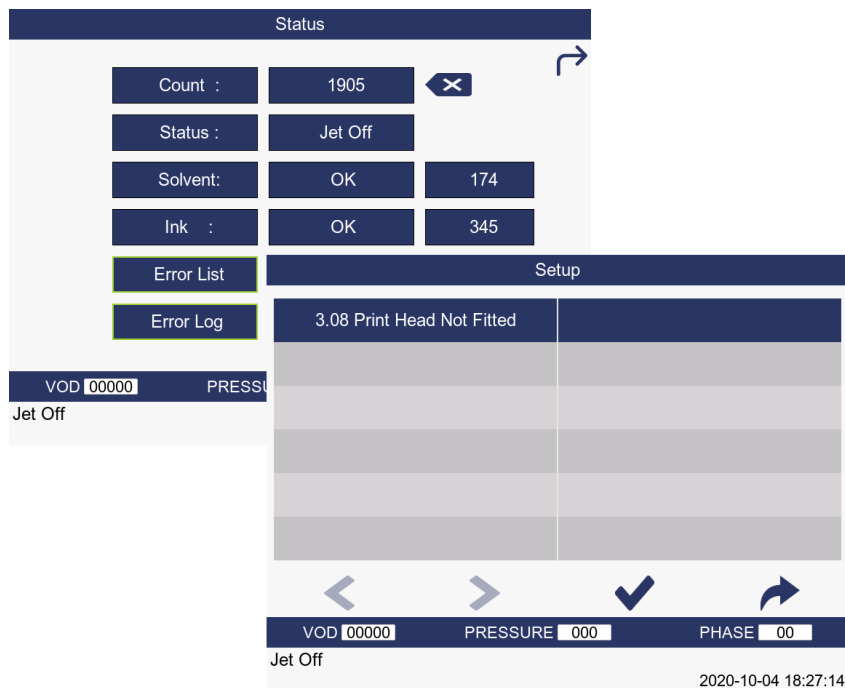 Status
Count : 1905
Status : Jet Off
Solvent: OK 174
Ink : OK 345
Error List
Error Log
VOD 00000 PRESSU
Jet Off
Setup
3.08 Print Head Not Fitted
VOD 00000 PRESSURE 000 PHASE 00
Jet Off
2020-10-04 18:27:14